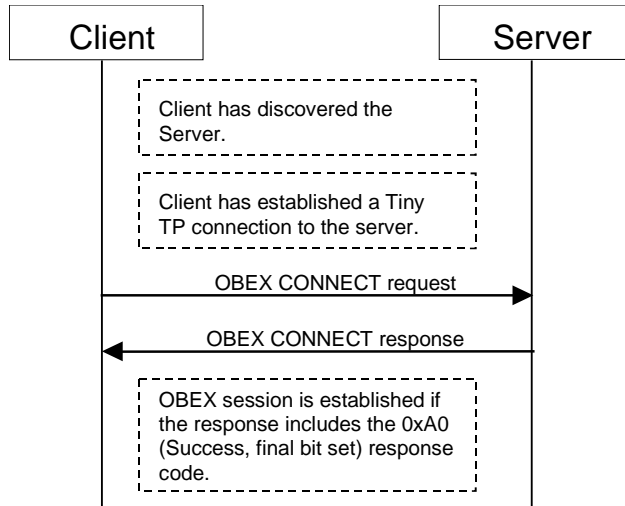 Client
Server
Client has discovered the
Server.
Client has established a Tiny
TP connection to the server.
OBEX CONNECT request
OBEX CONNECT response
OBEX session is established if
the response includes the 0xA0
(Success, final bit set) response
code.